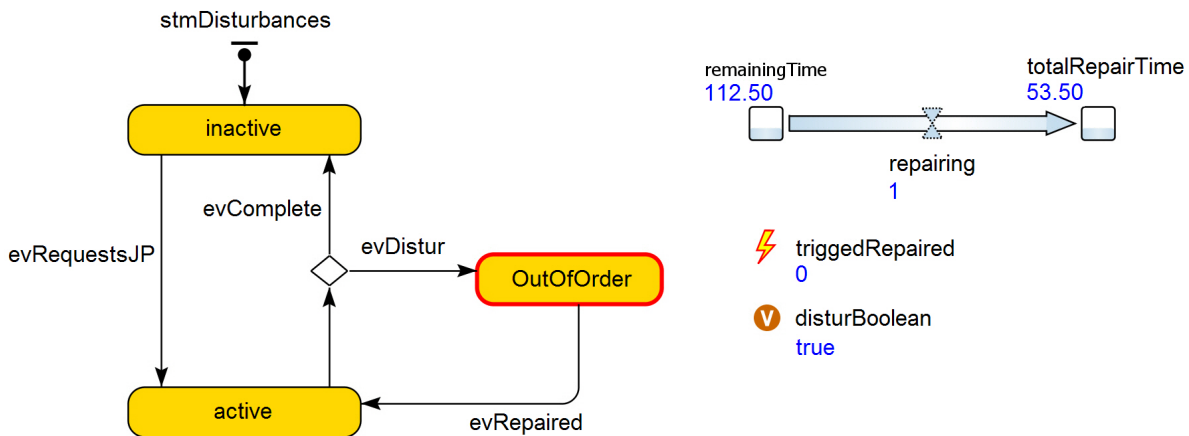 stmDisturbances
inactive
evComplete
evRequestsJP
evDistur
OutOfOrder
active
evRepaired
remainingTime
112.50
totalRepairTime
53.50
repairing
1
triggedRepaired
0
V
disturBoolean
true